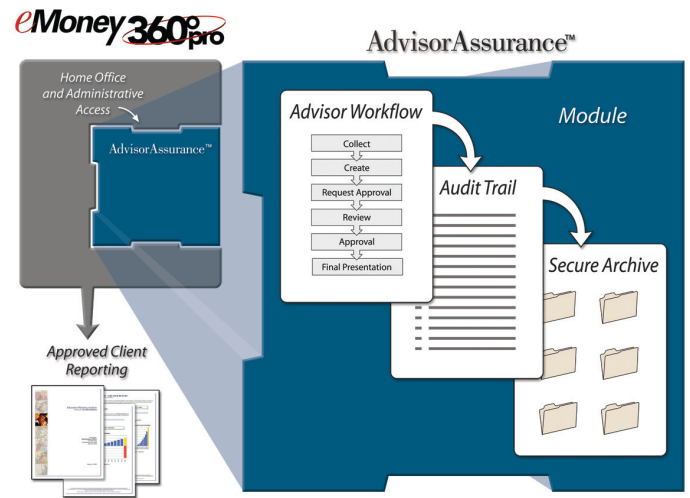 eMoney 360° pro
AdvisorAssurance™
Home Office
and Administrative
Access
AdvisorAssurance™
Module
Advisor Workflow
Collect
Create
Request Approval
Review
Approval
Final Presentation
Audit Trail
Secure Archive
Approved Client
Reporting